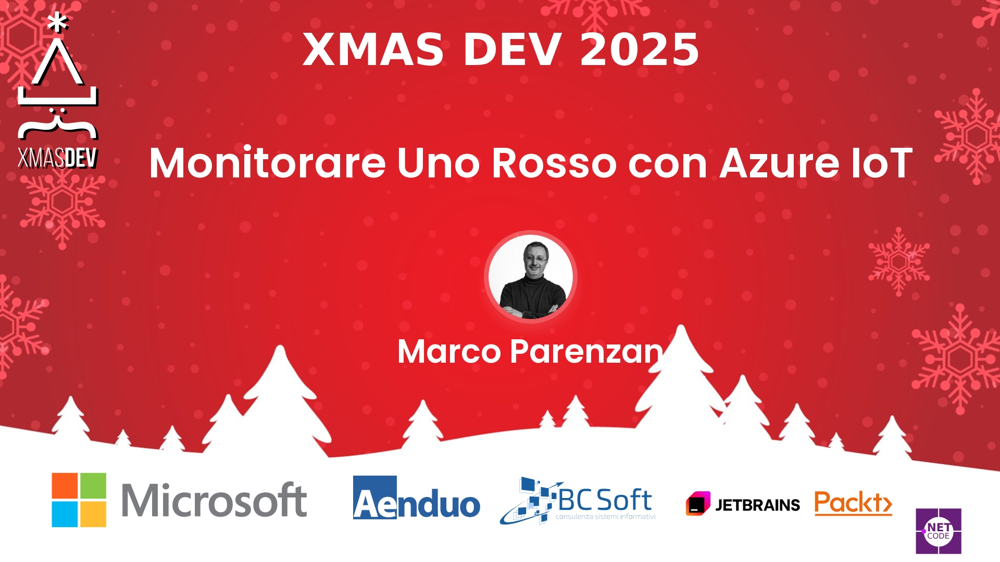 XMAS DEV 2025
XMASDEV
Monitorare Uno Rosso con Azure IoT
Marco Parenzan
Microsoft
Aenduo
BC Soft
consulenza sistemi informativi
JETBRAINS
Packt>
NET
CODE